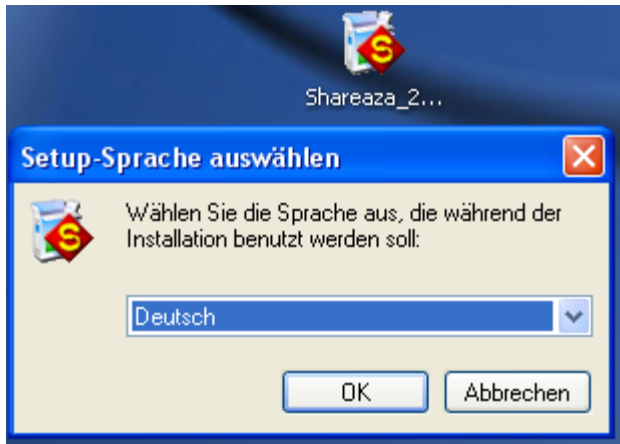 Shareaza_2...
Setup-Sprache auswählen
Wählen Sie die Sprache aus, die während der
Installation benutzt werden soll:
Deutsch
OK
Abbrechen